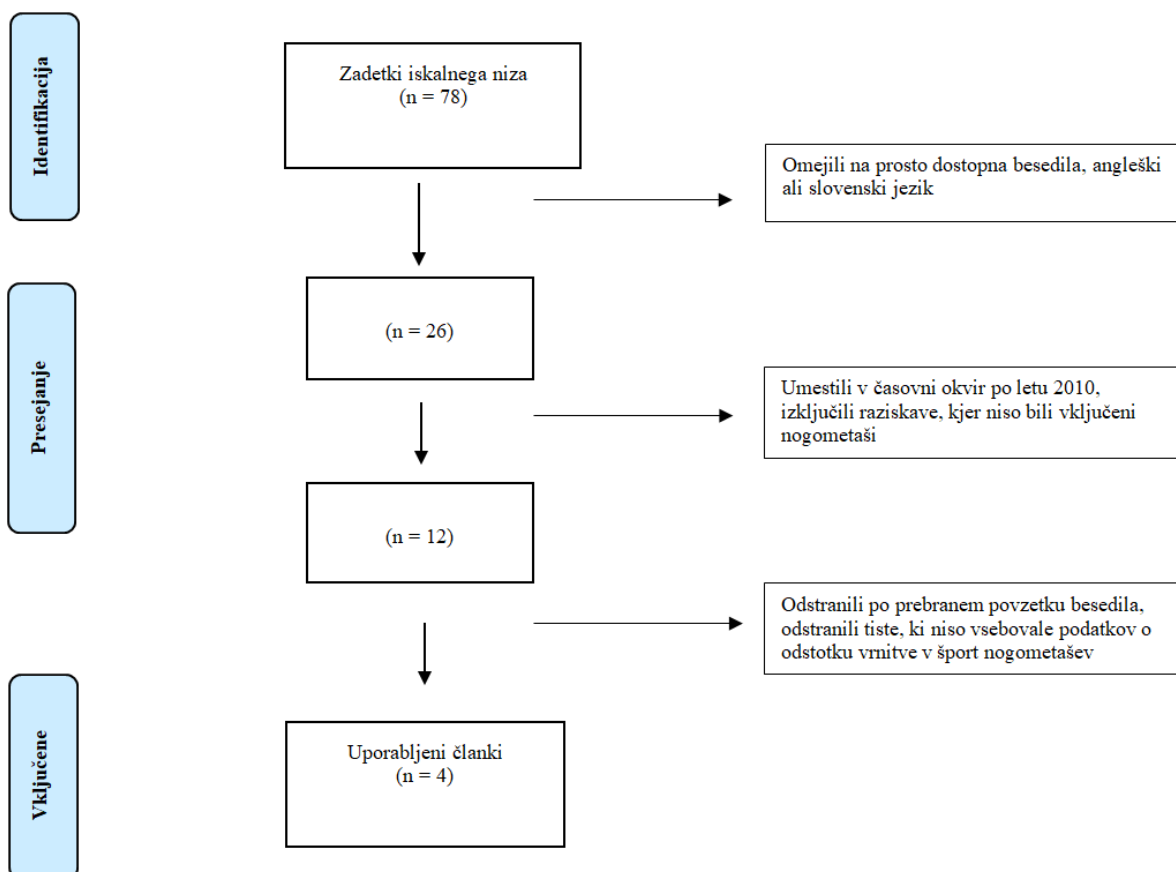 Identifikacija
Zadetki iskalnega niza
(n = 78)
Omejili na prosto dostopna besedila, angleški
ali slovenski jezik
Presejanje
(n = 26)
Umestili v časovni okvir po letu 2010,
izključili raziskave, kjer niso bili vključeni
nogometaši
(n = 12)
Odstranili po prebranem povzetku besedila,
odstranili tiste, ki niso vsebovale podatkov o
odstotku vrnitve v šport nogometašev
Vključene
Uporabljeni članki
(n = 4)